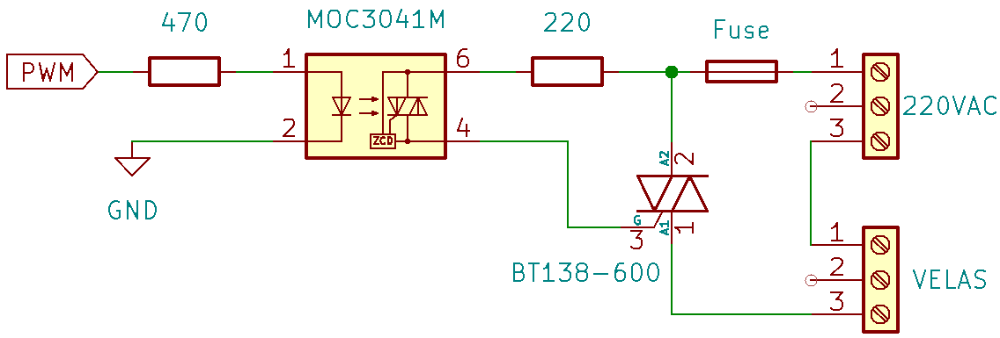 470
MOC3041M
220
Fuse
PWM
1
6
1
2
220VAC
2
4
3
ZCD
A2
2
GND
G
3
A1
1
1
BT138-600
2
VELAS
3